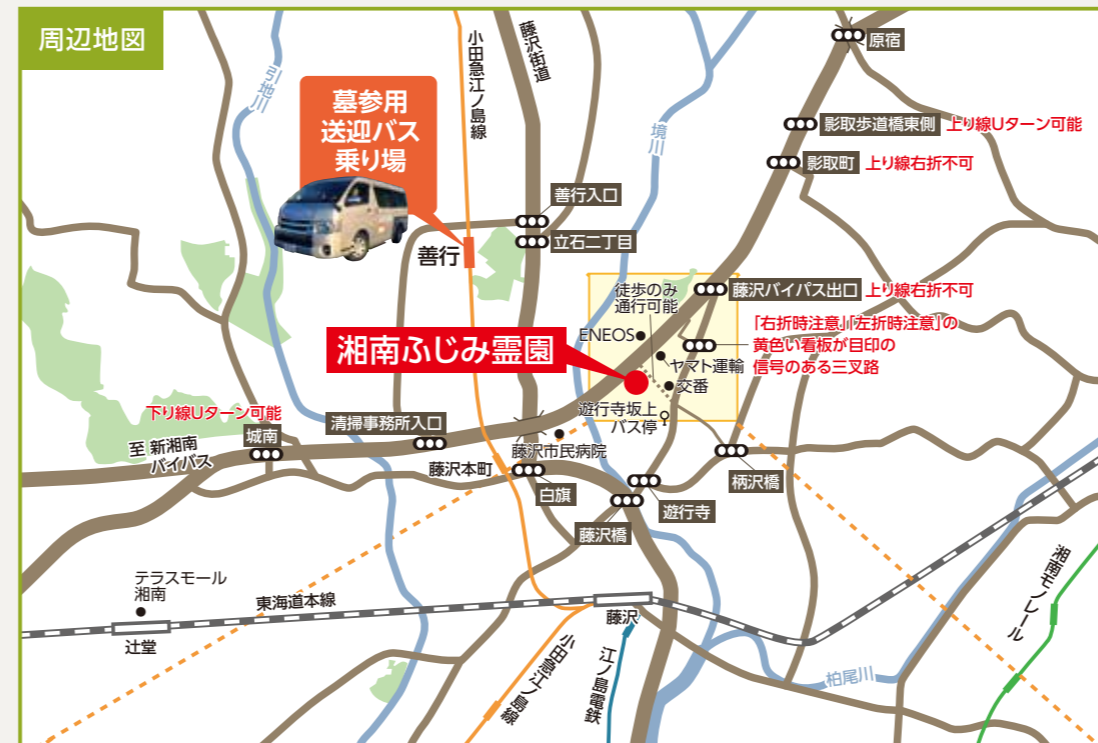 周辺地図
墓参用
送迎バス
乗り場
引地川
小田急江ノ島線
藤沢街道
境川
原宿
影取歩道橋東側
上り線Uターン可能
影取町
上り線右折不可
善行入口
立石二丁目
善行
徒歩のみ
通行可能
藤沢バイパス出口
上り線右折不可
「右折時注意」「左折時注意」の
黄色い看板が目印の
信号のある三叉路
ENEOS
ヤマト運輸
交番
湘南ふじみ霊園
遊行寺坂上
バス停
下り線Uターン可能
城南
至 新湘南
バイパス
清掃事務所入口
藤沢市民病院
藤沢本町
白旗
柄沢橋
遊行寺
藤沢橋
テラスモール
湘南
東海道本線
辻堂
藤沢
小田急江ノ島線
江ノ島電鉄
柏尾川
湘南モノレール